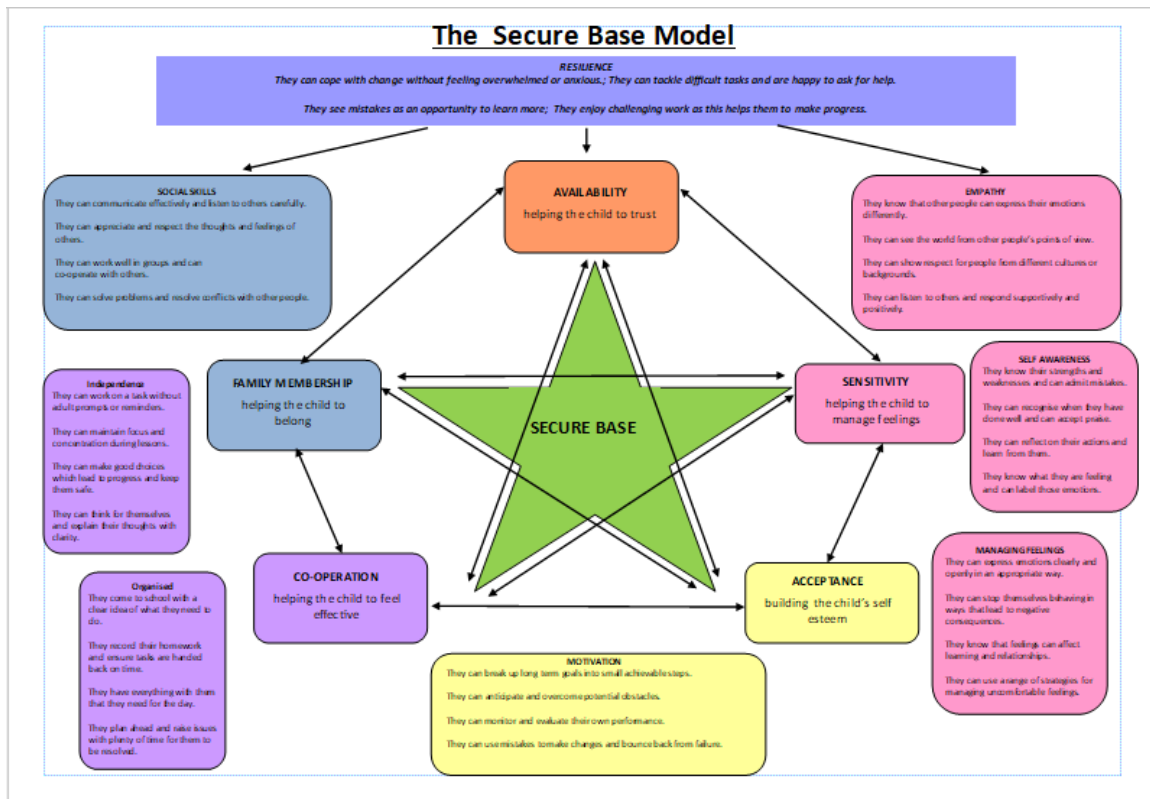 The Secure Base Model
RESILIENCE
They can cope with change without feeling overwhelmed or anxious.; They can tackle difficult tasks and are happy to ask for help.
They see mistakes as an opportunity to learn more; They enjoy challenging work as this helps them to make progress.
SOCIAL SKILLS
They can communicate effectively and listen to others carefully.
They can appreciate and respect the thoughts and feelings of
others.
They can work well in groups and can
co-operate with others.
They can solve problems and resolve conflicts with other people.
AVAILABILITY
helping the child to trust
EMPATHY
They know that other people can express their emotions
differently.
They can see the world from other people's points of view.
They can show respect for people from different cultures or
backgrounds.
They can listen to others and respond supportively and
positively.
Independence
They can work on a task without
adult prompts or reminders.
They can maintain focus and
concentration during lessons.
They can make good choices
which lead to progress and keep
them safe.
They can think for themselves
and explain their thoughts with
clarity.
FAMILY MEMBERSHIP
helping the child to
belong
SECURE BASE
SENSITIVITY
helping the child to
manage feelings
SELF AWARENESS
They know their strengths and
weaknesses and can admit mistakes.
They can recognise when they have
done well and can accept praise.
They can reflect on their actions and
learn from them.
They know what they are feeling
and can label those emotions.
Organised
They come to school with a
clear idea of what they need to
do.
They record their homework
and ensure tasks are handed
back on time.
They have everything with them
that they need for the day.
They plan ahead and raise issues
with plenty of time for them to
be resolved.
CO-OPERATION
helping the child to feel
effective
ACCEPTANCE
building the child's self
esteem
MANAGING FEELINGS
They can express emotions clearly and
openly in an appropriate way.
They can stop themselves behaving in
ways that lead to negative
consequences.
They know that feelings can affect
learning and relationships.
They can use a range of strategies for
managing uncomfortable feelings.
MOTIVATION
They can break up long term goals into small achievable steps.
They can anticipate and overcome potential obstacles.
They can monitor and evaluate their own performance.
They can use mistakes to make changes and bounce back from failure.